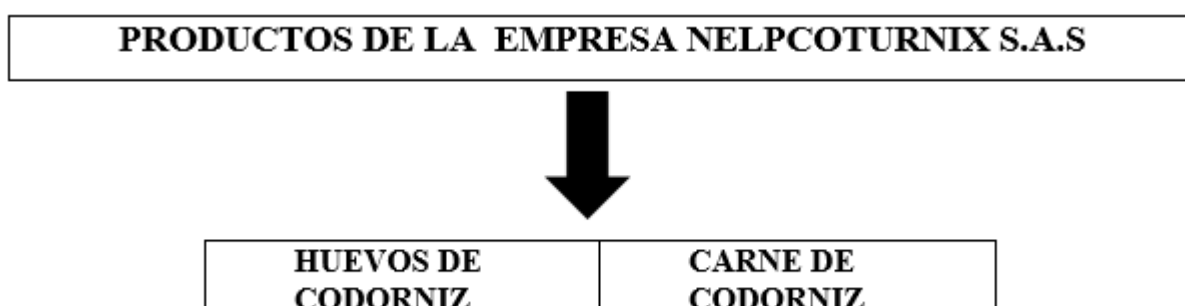 PRODUCTOS DE LA EMPRESA NELPCOTURNIX S.A.S
HUEVOS DE
CODORNIZ
CARNE DE
CODORNIZ